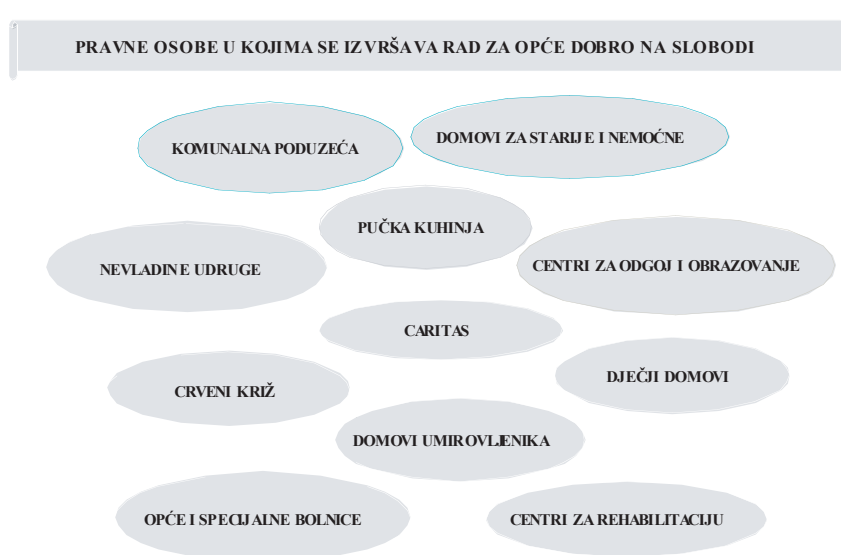 PRAVNE OSOBE U KOJIMA SE IZVRŠAVA RAD ZA OPĆE DOBRO NA SLOBODI
KOMUNALNA PODUZEĆA
DOMOVI ZA STARIJE I NEMOĆNE
PUČKA KUHINJA
NEVLADINE UDRUGE
CENTRI ZA ODGOJ I OBRAZOVANJE
CARITAS
CRVENI KRIŽ
DJEČJI DOMOVI
DOMOVI UMIROVLJENIKA
OPĆE I SPECIJALNE BOLNICE
CENTRI ZA REHABILITACIJU